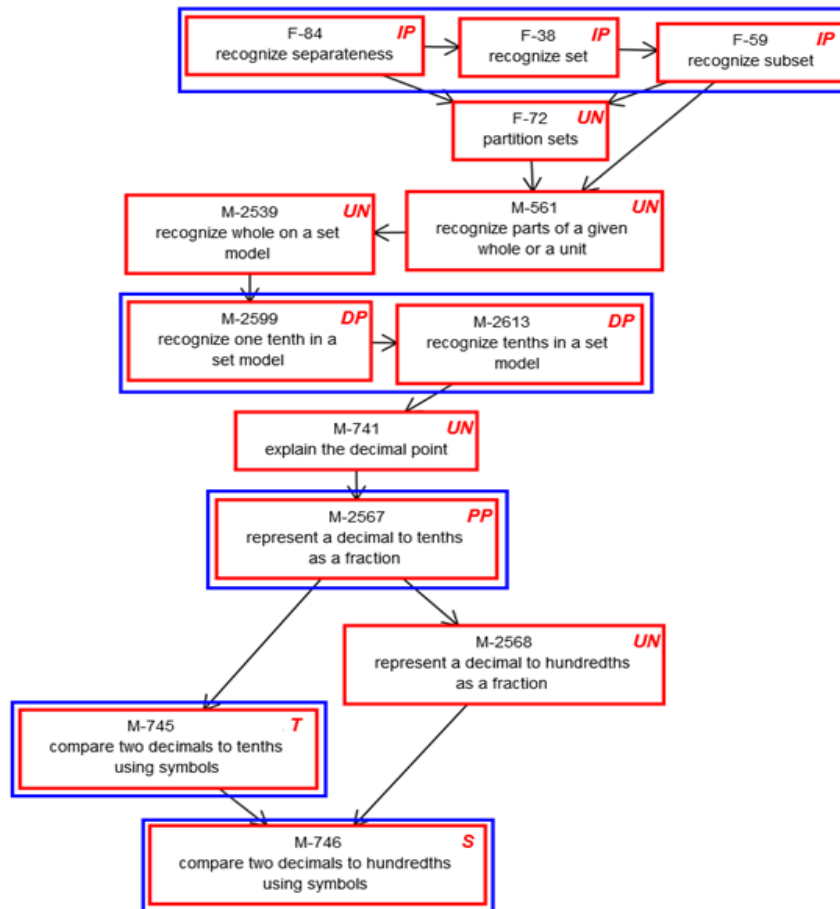 F-84 IP
recognize separateness
F-38 IP
recognize set
F-59 IP
recognize subset
F-72 UN
partition sets
M-2539 UN
recognize whole on a set
model
M-561 UN
recognize parts of a given
whole or a unit
M-2599 DP
recognize one tenth in a
set model
M-2613 DP
recognize tenths in a set
model
M-741 UN
explain the decimal point
M-2567 PP
represent a decimal to tenths
as a fraction
M-2568 UN
represent a decimal to hundredths
as a fraction
M-745 T
compare two decimals to tenths
using symbols
M-746 S
compare two decimals to hundredths
using symbols